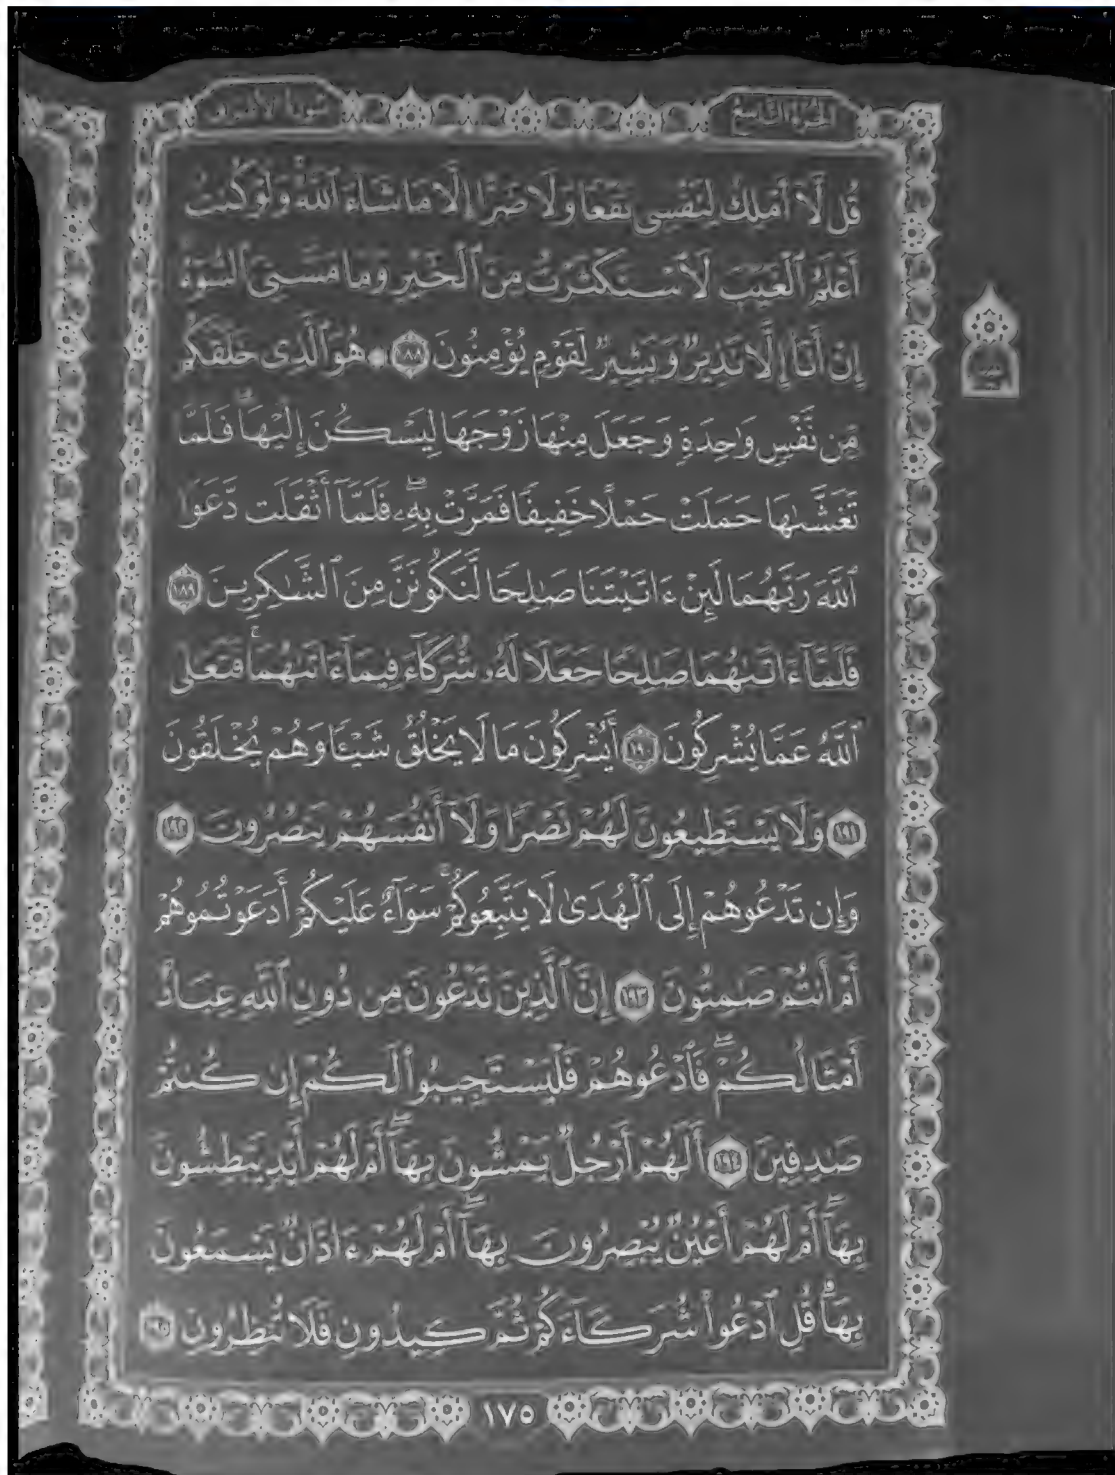 سورة الأعراف
الجزء التاسع
قُل لَّآ أَمْلِكُ لِنَفْسِى نَفْعًا وَلَا ضَرًّا إِلَّا مَا شَآءَ ٱللَّهُ ۚ وَلَوْ كُنتُ
أَعْلَمُ ٱلْغَيْبَ لَٱسْتَكْثَرْتُ مِنَ ٱلْخَيْرِ وَمَا مَسَّنِىَ ٱلسُّوٓءُ ۚ
إِنْ أَنَا۠ إِلَّا نَذِيرٌ وَبَشِيرٌ لِّقَوْمٍ يُؤْمِنُونَ ١٨٨ هُوَ ٱلَّذِى خَلَقَكُم
مِّن نَّفْسٍ وَٰحِدَةٍ وَجَعَلَ مِنْهَا زَوْجَهَا لِيَسْكُنَ إِلَيْهَا ۖ فَلَمَّا
تَغَشَّىٰهَا حَمَلَتْ حَمْلًا خَفِيفًا فَمَرَّتْ بِهِۦ ۖ فَلَمَّآ أَثْقَلَت دَّعَوَا
ٱللَّهَ رَبَّهُمَا لَئِنْ ءَاتَيْتَنَا صَٰلِحًا لَّنَكُونَنَّ مِنَ ٱلشَّٰكِرِينَ ١٨٩
فَلَمَّآ ءَاتَىٰهُمَا صَٰلِحًا جَعَلَا لَهُۥ شُرَكَآءَ فِيمَآ ءَاتَىٰهُمَا ۚ فَتَعَٰلَى
ٱللَّهُ عَمَّا يُشْرِكُونَ ١٩٠ أَيُشْرِكُونَ مَا لَا يَخْلُقُ شَيْـًٔا وَهُمْ يُخْلَقُونَ
١٩١ وَلَا يَسْتَطِيعُونَ لَهُمْ نَصْرًا وَلَآ أَنفُسَهُمْ يَنصُرُونَ ١٩٢
وَإِن تَدْعُوهُمْ إِلَى ٱلْهُدَىٰ لَا يَتَّبِعُوكُمْ ۚ سَوَآءٌ عَلَيْكُمْ أَدَعَوْتُمُوهُمْ
أَمْ أَنتُمْ صَٰمِتُونَ ١٩٣ إِنَّ ٱلَّذِينَ تَدْعُونَ مِن دُونِ ٱللَّهِ عِبَادٌ
أَمْثَالُكُمْ ۖ فَٱدْعُوهُمْ فَلْيَسْتَجِيبُوا۟ لَكُمْ إِن كُنتُمْ
صَٰدِقِينَ ١٩٤ أَلَهُمْ أَرْجُلٌ يَمْشُونَ بِهَآ ۖ أَمْ لَهُمْ أَيْدٍ يَبْطِشُونَ
بِهَآ ۖ أَمْ لَهُمْ أَعْيُنٌ يُبْصِرُونَ بِهَآ ۖ أَمْ لَهُمْ ءَاذَانٌ يَسْمَعُونَ
بِهَا ۗ قُلِ ٱدْعُوا۟ شُرَكَآءَكُمْ ثُمَّ كِيدُونِ فَلَا تُنظِرُونِ ١٩٥
١٧٥